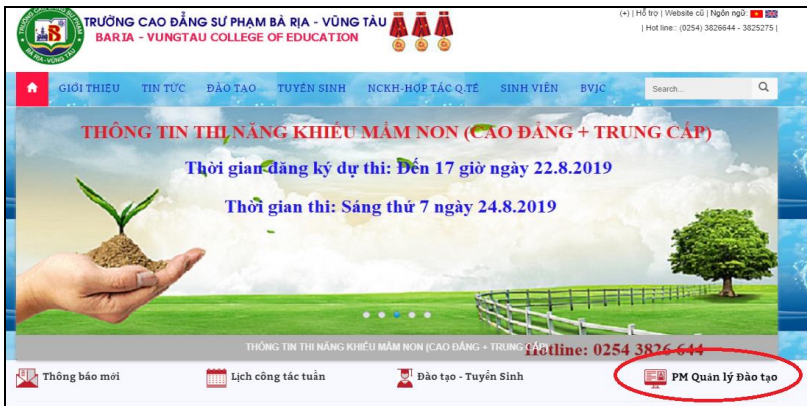 (+) | Hỗ trợ | Website cũ | Ngôn ngữ:
TRƯỜNG CAO ĐẲNG SƯ PHẠM BÀ RỊA - VŨNG TÀU
BARIA - VUNGTAU COLLEGE OF EDUCATION
| Hot line:: (0254) 3826644 - 3825275 |
GIỚI THIỆU TIN TỨC ĐÀO TẠO TUYỂN SINH NCKH-HỢP TÁC Q.TẾ SINH VIÊN BVJC Search...
THÔNG TIN THI NĂNG KHIẾU MẦM NON (CAO ĐẲNG + TRUNG CẤP)
Thời gian đăng ký dự thi: Đến 17 giờ ngày 22.8.2019
Thời gian thi: Sáng thứ 7 ngày 24.8.2019
THÔNG TIN THI NĂNG KHIẾU MẦM NON (CAO ĐẲNG + TRUNG CẤP)
Hotline: 0254 3826 644
Thông báo mới Lịch công tác tuần Đào tạo - Tuyển Sinh PM Quản lý Đào tạo